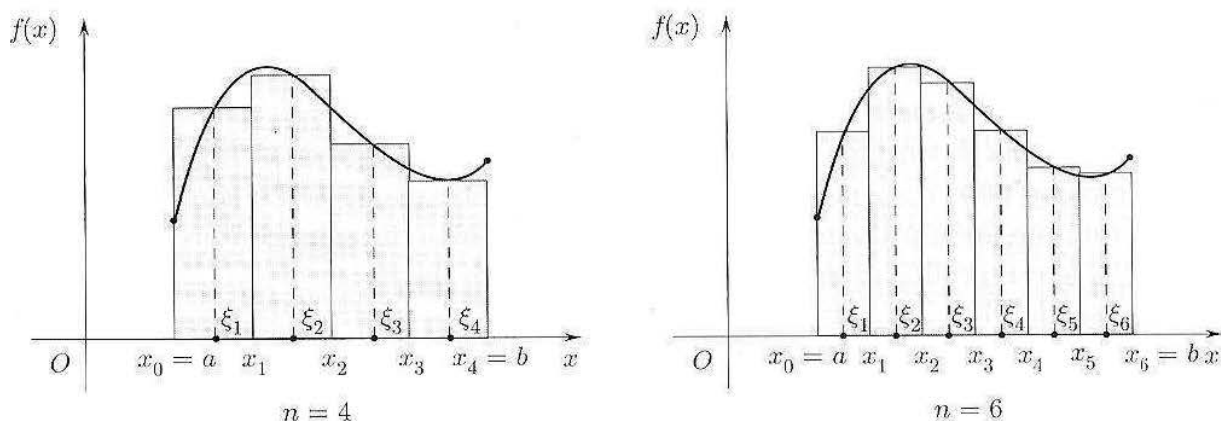 f(x)
ξ₁ ξ₂ ξ₃ ξ₄
O x₀ = a x₁ x₂ x₃ x₄ = b x
n = 4
f(x)
ξ₁ ξ₂ ξ₃ ξ₄ ξ₅ ξ₆
O x₀ = a x₁ x₂ x₃ x₄ x₅ x₆ = b x
n = 6